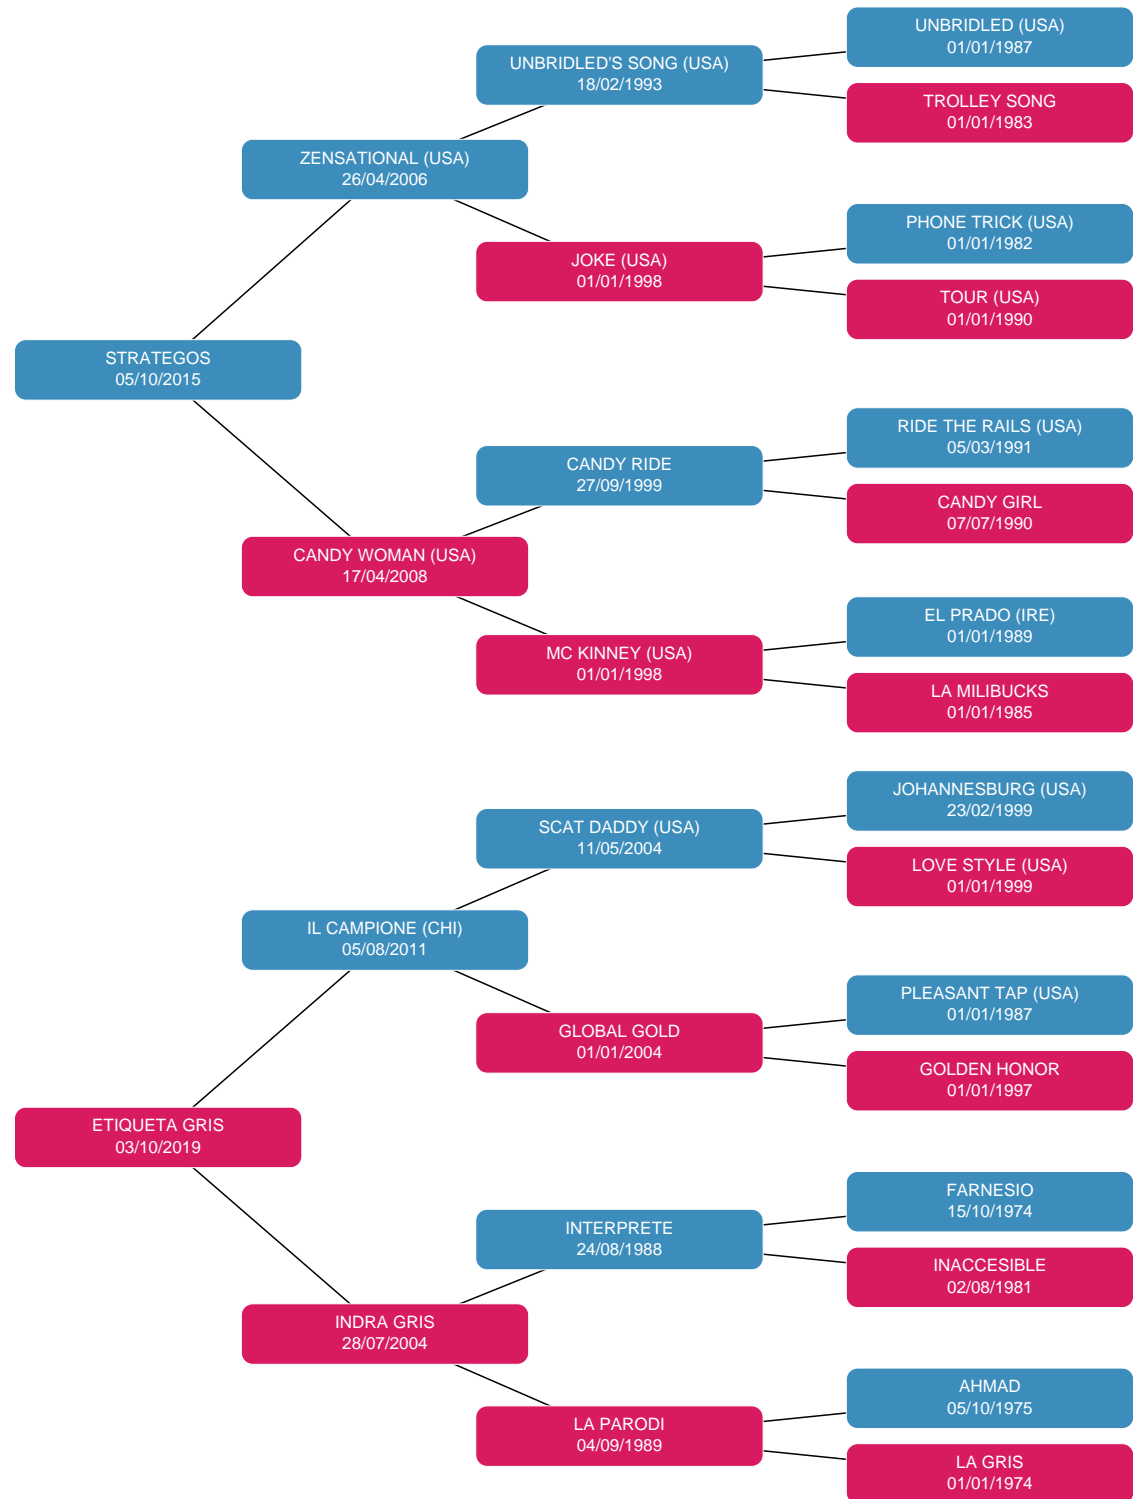 UNBRIDLED (USA)
01/01/1987
UNBRIDLED'S SONG (USA)
18/02/1993
TROLLEY SONG
01/01/1983
ZENSATIONAL (USA)
26/04/2006
PHONE TRICK (USA)
01/01/1982
JOKE (USA)
01/01/1998
TOUR (USA)
01/01/1990
STRATEGOS
05/10/2015
RIDE THE RAILS (USA)
05/03/1991
CANDY RIDE
27/09/1999
CANDY GIRL
07/07/1990
CANDY WOMAN (USA)
17/04/2008
EL PRADO (IRE)
01/01/1989
MC KINNEY (USA)
01/01/1998
LA MILIBUCKS
01/01/1985
JOHANNESBURG (USA)
23/02/1999
SCAT DADDY (USA)
11/05/2004
LOVE STYLE (USA)
01/01/1999
IL CAMPIONE (CHI)
05/08/2011
PLEASANT TAP (USA)
01/01/1987
GLOBAL GOLD
01/01/2004
GOLDEN HONOR
01/01/1997
ETIQUETA GRIS
03/10/2019
FARNESIO
15/10/1974
INTERPRETE
24/08/1988
INACCESIBLE
02/08/1981
INDRA GRIS
28/07/2004
AHMAD
05/10/1975
LA PARODI
04/09/1989
LA GRIS
01/01/1974